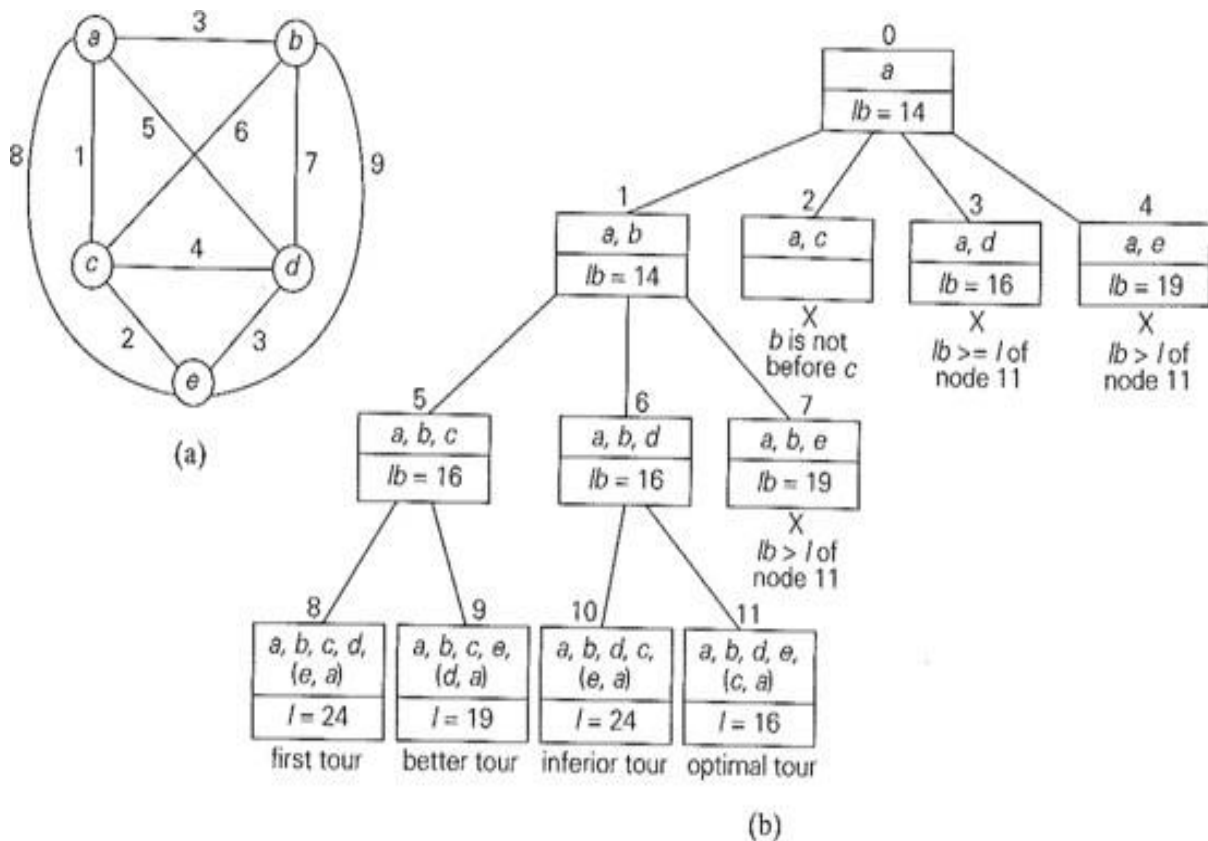 a
3
b
8
1
5
6
7
9
c
4
d
2
3
e
(a)
0
a
lb = 14
1
a, b
lb = 14
2
a, c
X
b is not
before c
3
a, d
lb = 16
X
lb >= l of
node 11
4
a, e
lb = 19
X
lb > l of
node 11
5
a, b, c
lb = 16
6
a, b, d
lb = 16
7
a, b, e
lb = 19
X
lb > l of
node 11
8
a, b, c, d,
(e, a)
l = 24
first tour
9
a, b, c, e,
(d, a)
l = 19
better tour
10
a, b, d, c,
(e, a)
l = 24
inferior tour
11
a, b, d, e,
(c, a)
l = 16
optimal tour
(b)